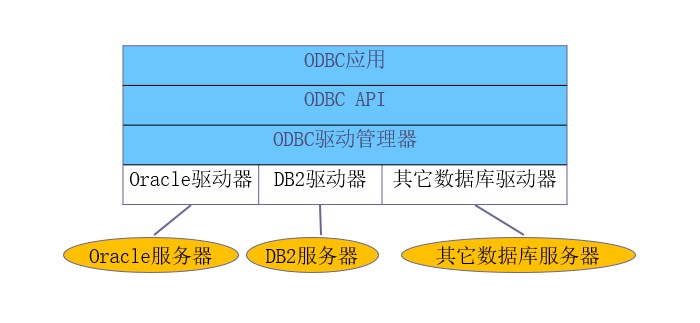 ODBC应用
ODBC API
ODBC驱动管理器
Oracle驱动器 DB2驱动器 其它数据库驱动器
Oracle服务器 DB2服务器 其它数据库服务器